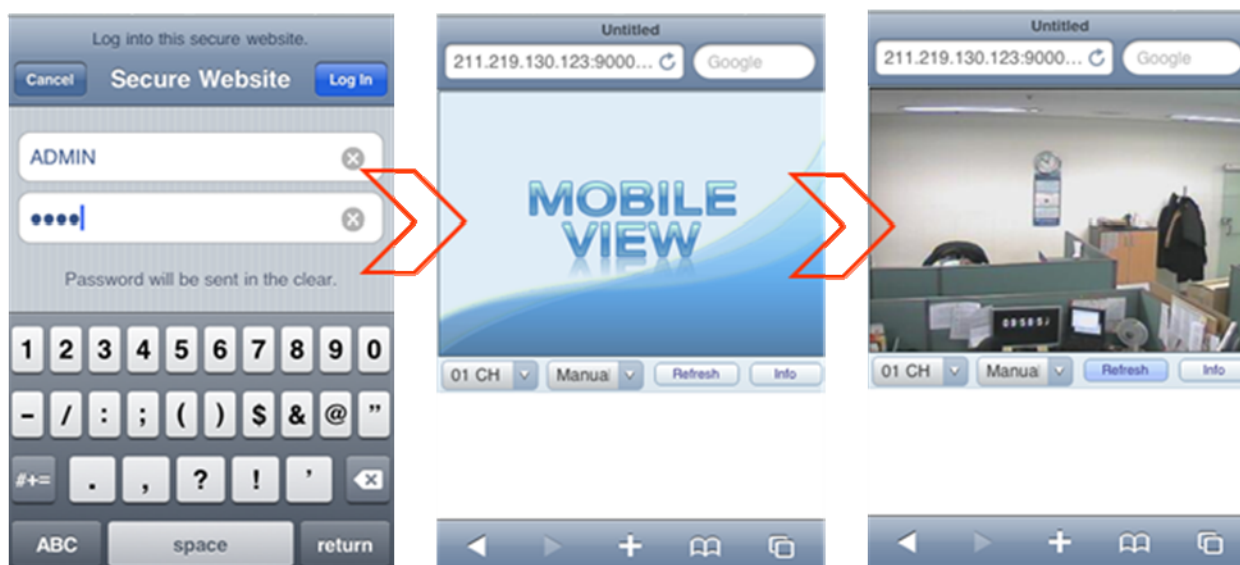 Log into this secure website.
Cancel
Secure Website
Log In
ADMIN
Password will be sent in the clear.
1 2 3 4 5 6 7 8 9 0
- / : ; ( ) $ & @ "
#+= . , ? ! '
ABC space return
Untitled
211.219.130.123:9000...
Google
MOBILE
VIEW
01 CH
Manual
Refresh
Info
Untitled
211.219.130.123:9000...
Google
01 CH
Manual
Refresh
Info